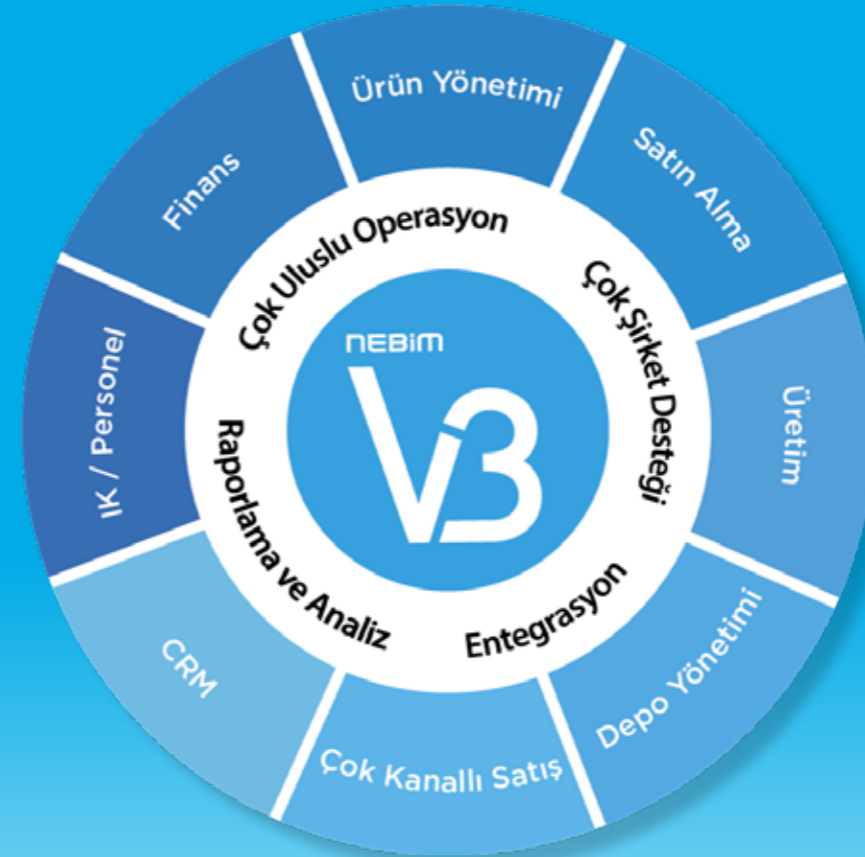 Ürün Yönetimi
Satın Alma
Üretim
Depo Yönetimi
Çok Kanallı Satış
CRM
IK / Personel
Finans
Çok Uluslu Operasyon
Çok Şirket Desteği
Entegrasyon
Raporlama ve Analiz
NEBiM
V3